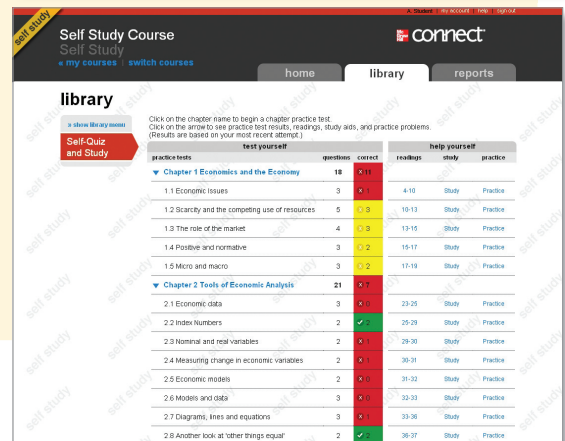 A. Student | my account | help | sign out
self study
Self Study Course
Self Study
« my courses | switch courses
connect
home
library
reports
library
» show library menu
Self-Quiz
and Study
Click on the chapter name to begin a chapter practice test.
Click on the arrow to see practice test results, readings, study aids, and practice problems.
(Results are based on your most recent attempt.)
test yourself help yourself
practice tests questions correct readings study practice
Chapter 1 Economics and the Economy 18 11
1.1 Economic Issues 3 1 4-10 Study Practice
1.2 Scarcity and the competing use of resources 5 3 10-13 Study Practice
1.3 The role of the market 4 3 13-15 Study Practice
1.4 Positive and normative 3 2 15-17 Study Practice
1.5 Micro and macro 3 2 17-19 Study Practice
Chapter 2 Tools of Economic Analysis 21 7
2.1 Economic data 3 0 23-25 Study Practice
2.2 Index Numbers 2 2 25-29 Study Practice
2.3 Nominal and real variables 2 1 29-30 Study Practice
2.4 Measuring change in economic variables 2 1 30-31 Study Practice
2.5 Economic models 2 0 31-32 Study Practice
2.6 Models and data 3 0 32-33 Study Practice
2.7 Diagrams, lines and equations 3 1 33-36 Study Practice
2.8 Another look at 'other things equal' 2 2 36-37 Study Practice